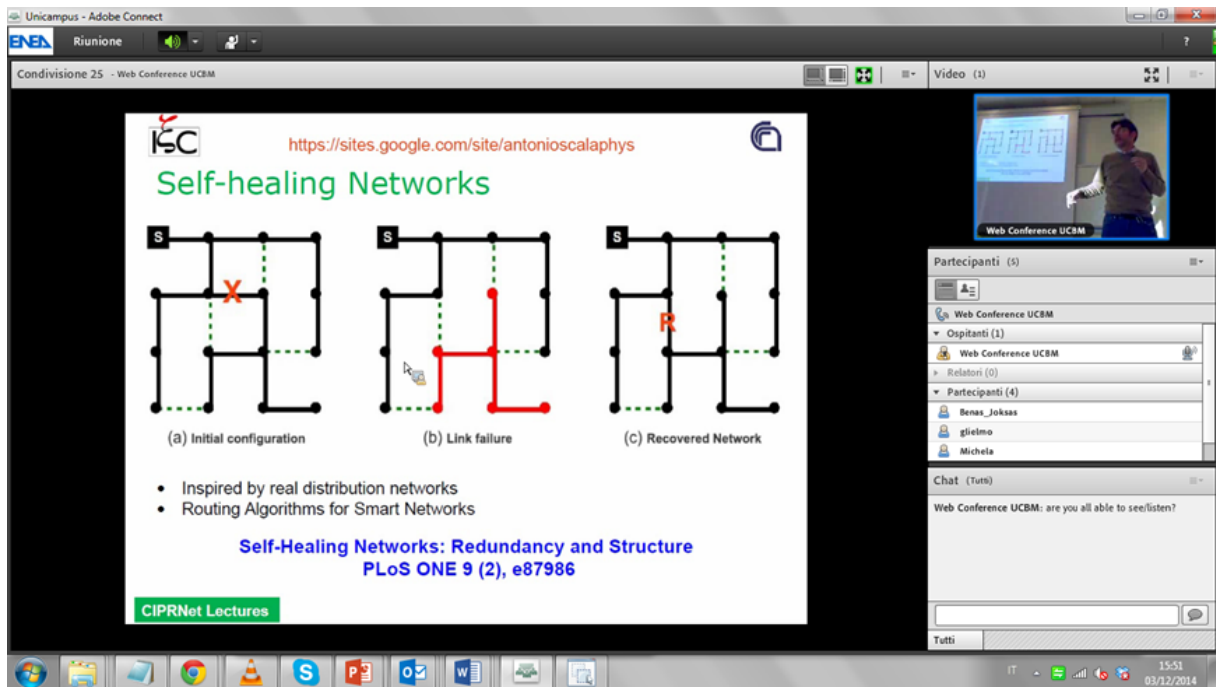 Unicampus - Adobe Connect
ENEA Riunione ?
Condivisione 25 - Web Conference UCBM
Video (1)
ISC
https://sites.google.com/site/antonioscalaphys
Self-healing Networks
S S S
X
R
(a) Initial configuration (b) Link failure (c) Recovered Network
• Inspired by real distribution networks
• Routing Algorithms for Smart Networks
Self-Healing Networks: Redundancy and Structure
PLoS ONE 9 (2), e87986
CIPRNet Lectures
Web Conference UCBM
Partecipanti (5)
Web Conference UCBM
Ospitanti (1)
Web Conference UCBM
Relatori (0)
Partecipanti (4)
Benas_Joksas
glielmo
Michela
Chat (Tutti)
Web Conference UCBM: are you all able to see/listen?
Tutti
IT
15:51
03/12/2014